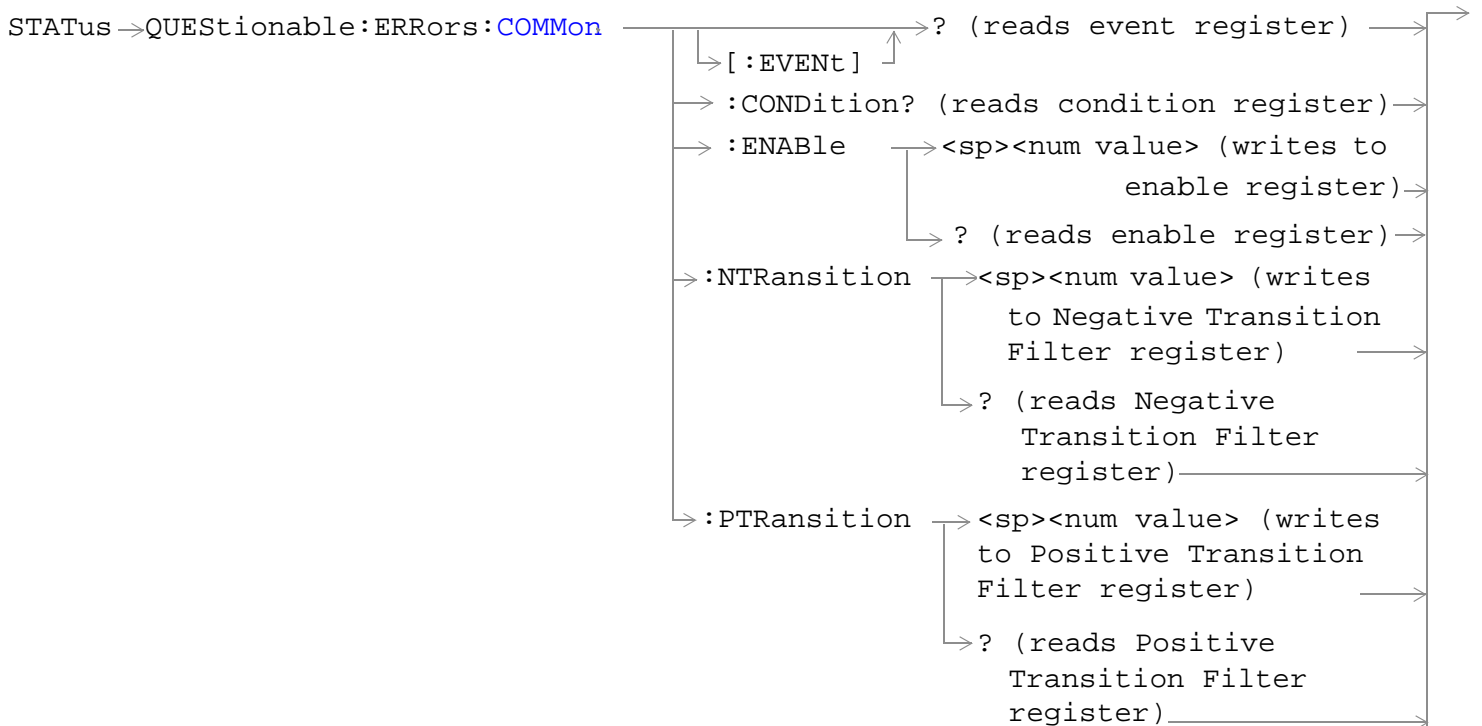 STATus QUEStionable:ERRors:COMMon ? (reads event register)
[:EVENt]
:CONDition? (reads condition register)
:ENABle <sp><num value> (writes to
enable register)
? (reads enable register)
:NTRansition <sp><num value> (writes
to Negative Transition
Filter register)
? (reads Negative
Transition Filter
register)
:PTRansition <sp><num value> (writes
to Positive Transition
Filter register)
? (reads Positive
Transition Filter
register)